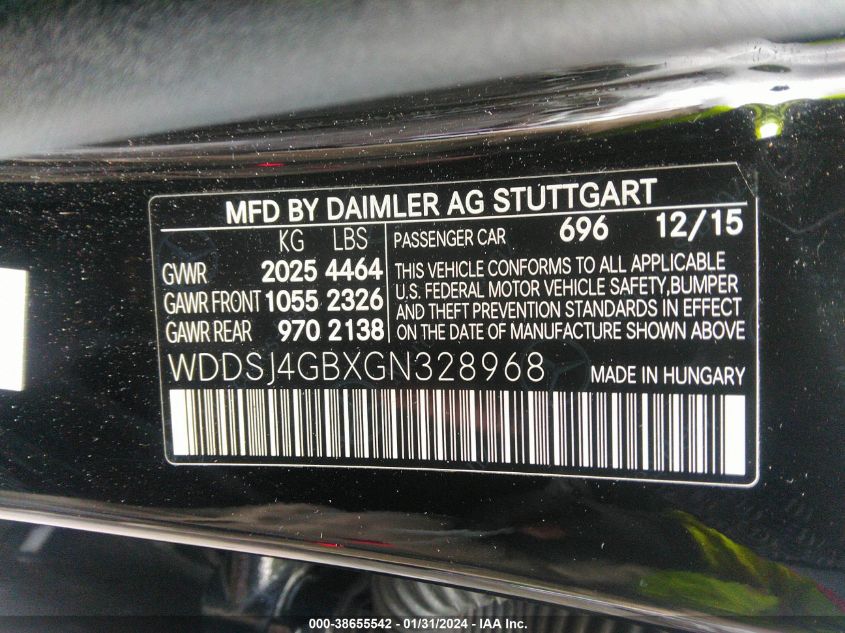 MFD BY DAIMLER AG STUTTGART
KG LBS
GVWR 2025 4464
GAWR FRONT 1055 2326
GAWR REAR 970 2138
PASSENGER CAR 696 12/15
THIS VEHICLE CONFORMS TO ALL APPLICABLE
U.S. FEDERAL MOTOR VEHICLE SAFETY, BUMPER
AND THEFT PREVENTION STANDARDS IN EFFECT
ON THE DATE OF MANUFACTURE SHOWN ABOVE
WDDSJ4GBXGN328968 MADE IN HUNGARY
000-38655542 - 01/31/2024 - IAA Inc.